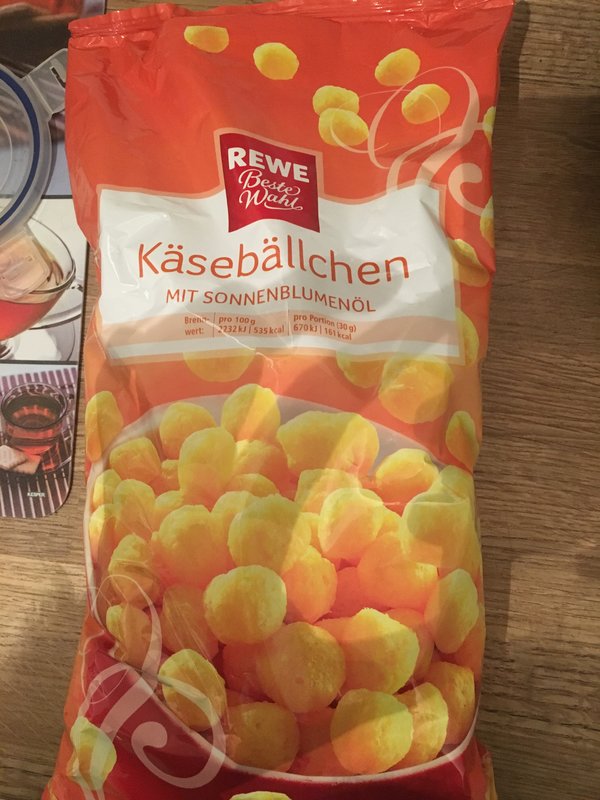 REWE
Beste
Wahl
Käsebällchen
MIT SONNENBLUMENÖL
Brenn- | pro 100 g | pro Portion (30 g)
wert: | 2232 kJ | 535 kcal | 670 kJ | 161 kcal
KESPER